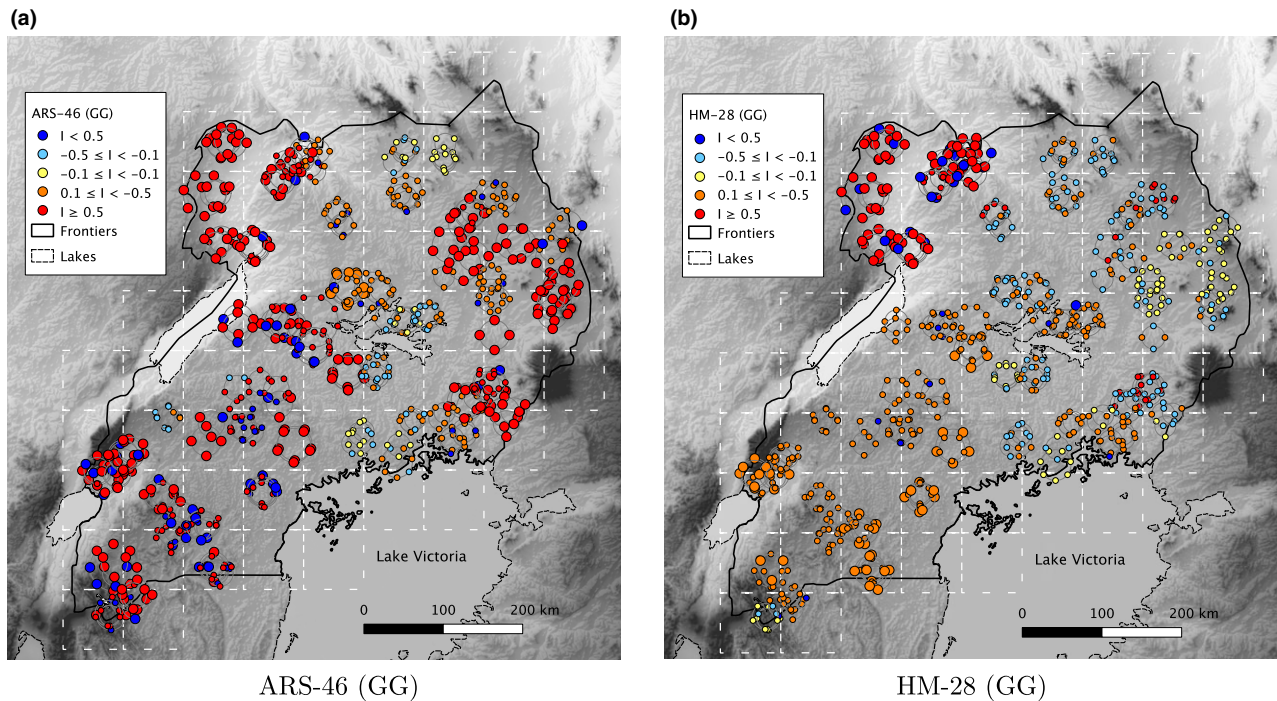 (a)
ARS-46 (GG)
I < 0.5
-0.5 ≤ I < -0.1
-0.1 ≤ I < -0.1
0.1 ≤ I < -0.5
I ≥ 0.5
Frontiers
Lakes
Lake Victoria
0 100 200 km
ARS-46 (GG)
(b)
HM-28 (GG)
I < 0.5
-0.5 ≤ I < -0.1
-0.1 ≤ I < -0.1
0.1 ≤ I < -0.5
I ≥ 0.5
Frontiers
Lakes
Lake Victoria
0 100 200 km
HM-28 (GG)